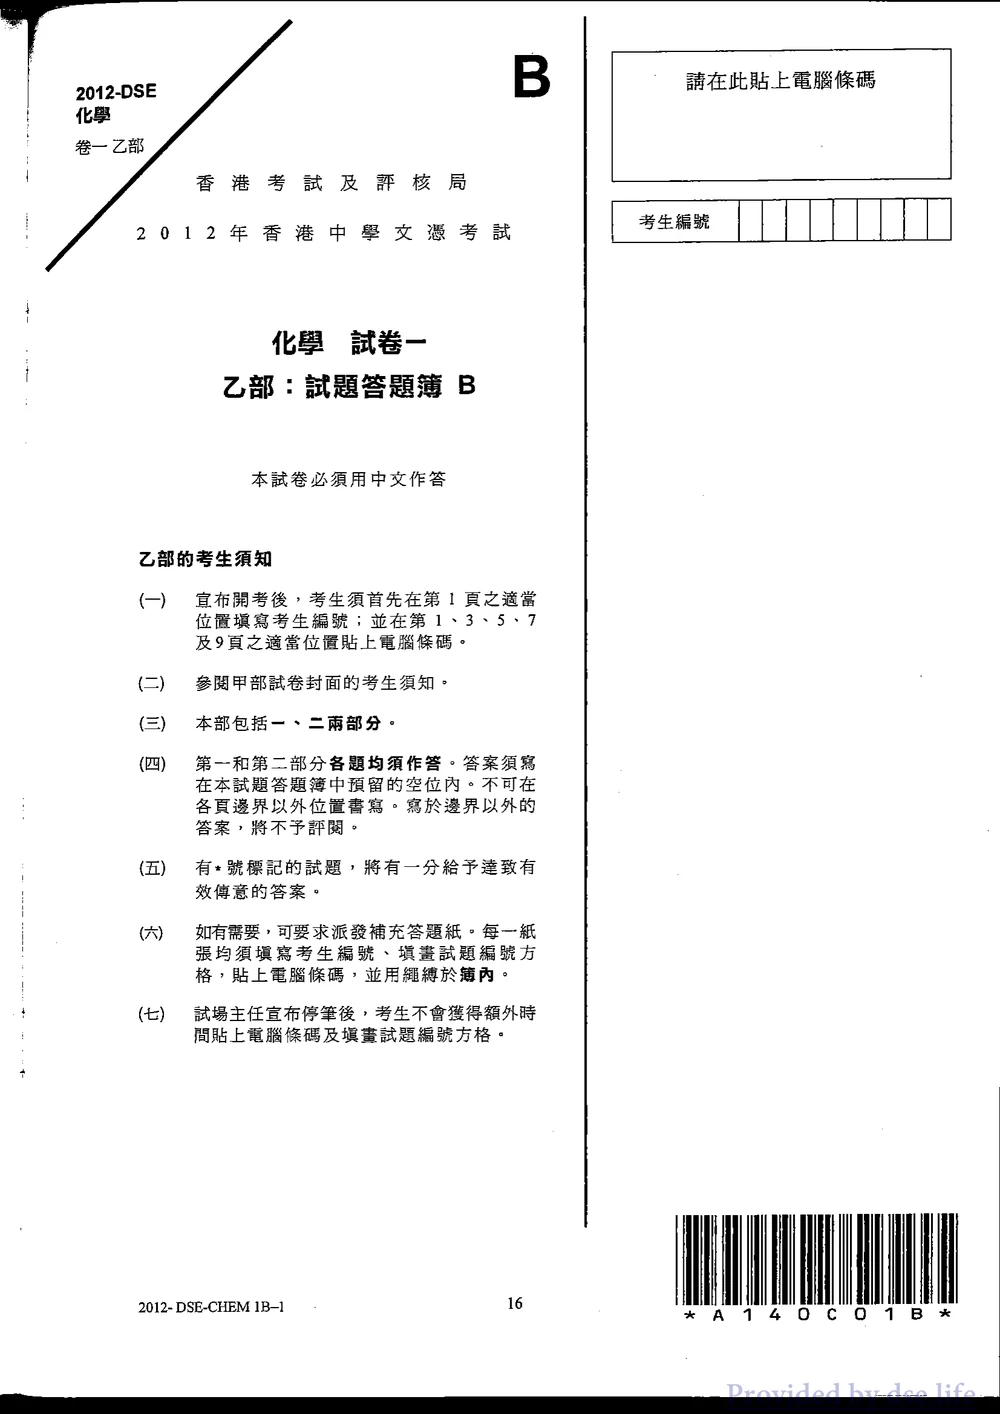 2012-DSE
化學
卷一 乙部
B
香港考試及評核局
2012年香港中學文憑考試
化學 試卷一
乙部：試題答題簿 B
本試卷必須用中文作答
乙部的考生須知
(一) 宣布開考後，考生須首先在第 1 頁之適當
位置填寫考生編號；並在第 1、3、5、7
及9頁之適當位置貼上電腦條碼。
(二) 參閱甲部試卷封面的考生須知。
(三) 本部包括一、二兩部分。
(四) 第一和第二部分各題均須作答。答案須寫
在本試題答題簿中預留的空位內。不可在
各頁邊界以外位置書寫。寫於邊界以外的
答案，將不予評閱。
(五) 有*號標記的試題，將有一分給予達致有
效傳意的答案。
(六) 如有需要，可要求派發補充答題紙。每一紙
張均須填寫考生編號、填畫試題編號方
格，貼上電腦條碼，並用繩縛於簿內。
(七) 試場主任宣布停筆後，考生不會獲得額外時
間貼上電腦條碼及填畫試題編號方格。
2012-DSE-CHEM 1B–1
16
請在此貼上電腦條碼
考生編號
*A140C01B*
Provided by dse.life